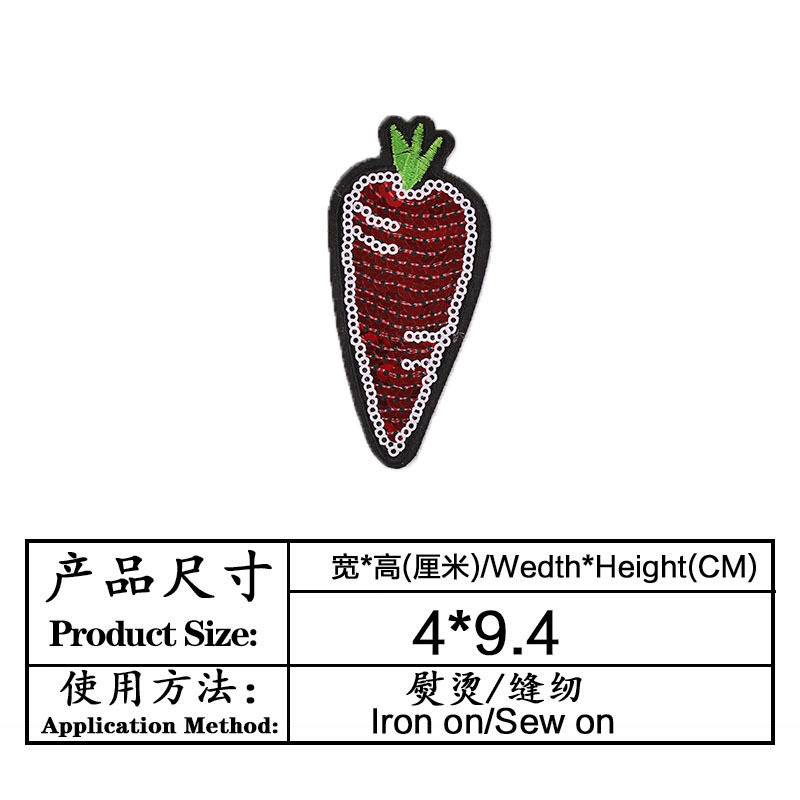 产品尺寸
Product Size:
宽*高(厘米)/Wedth*Height(CM)
4*9.4
使用方法：
Application Method:
熨烫/缝纫
Iron on/Sew on